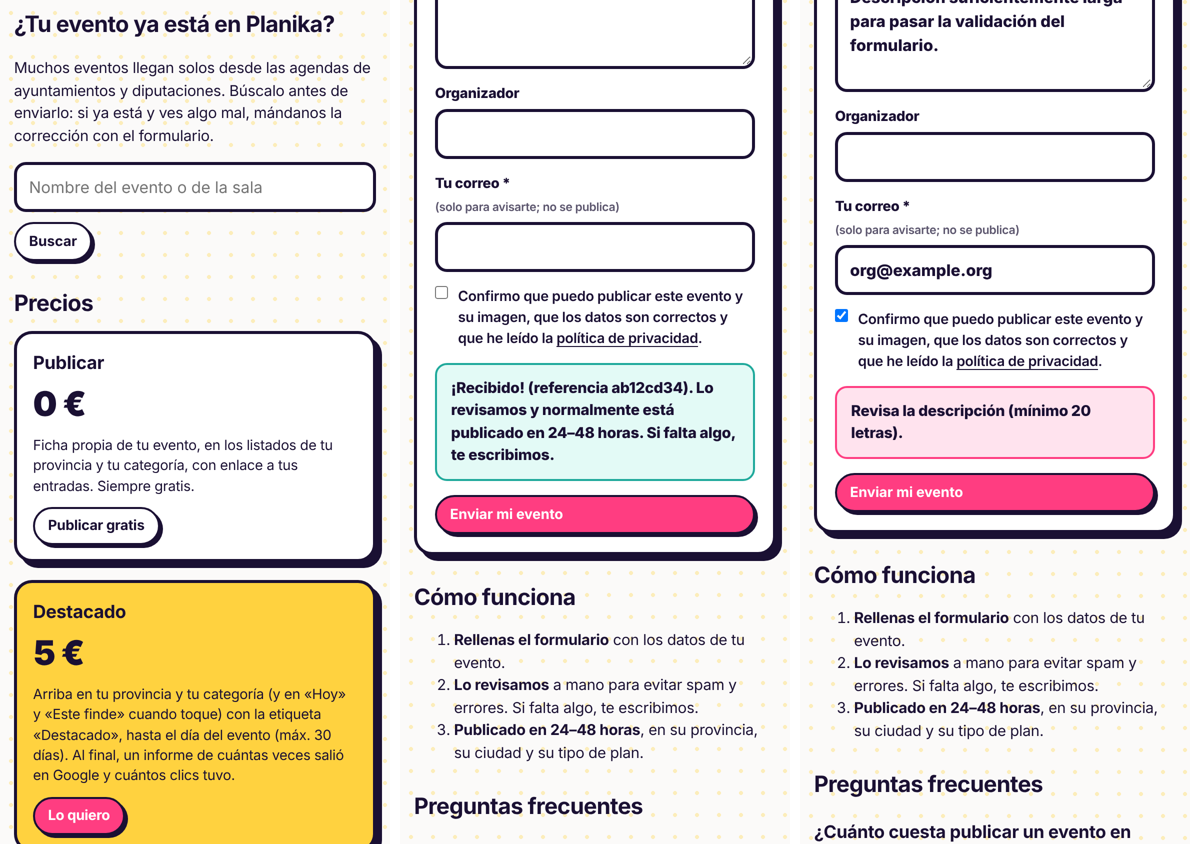 ¿Tu evento ya está en Planika?
Muchos eventos llegan solos desde las agendas de
ayuntamientos y diputaciones. Búscalo antes de
enviarlo: si ya está y ves algo mal, mándanos la
corrección con el formulario.
Nombre del evento o de la sala
Buscar
Precios
Publicar
0 €
Ficha propia de tu evento, en los listados de tu
provincia y tu categoría, con enlace a tus
entradas. Siempre gratis.
Publicar gratis
Destacado
5 €
Arriba en tu provincia y tu categoría (y en «Hoy»
y «Este finde» cuando toque) con la etiqueta
«Destacado», hasta el día del evento (máx. 30
días). Al final, un informe de cuántas veces salió
en Google y cuántos clics tuvo.
Lo quiero
Organizador
Tu correo *
(solo para avisarte; no se publica)
Confirmo que puedo publicar este evento y
su imagen, que los datos son correctos y
que he leído la política de privacidad.
¡Recibido! (referencia ab12cd34). Lo
revisamos y normalmente está
publicado en 24–48 horas. Si falta algo,
te escribimos.
Enviar mi evento
Cómo funciona
1. Rellenas el formulario con los datos de tu
evento.
2. Lo revisamos a mano para evitar spam y
errores. Si falta algo, te escribimos.
3. Publicado en 24–48 horas, en su provincia,
su ciudad y su tipo de plan.
Preguntas frecuentes
Descripción suficientemente larga
para pasar la validación del
formulario.
Organizador
Tu correo *
(solo para avisarte; no se publica)
org@example.org
Confirmo que puedo publicar este evento y
su imagen, que los datos son correctos y
que he leído la política de privacidad.
Revisa la descripción (mínimo 20
letras).
Enviar mi evento
Cómo funciona
1. Rellenas el formulario con los datos de tu
evento.
2. Lo revisamos a mano para evitar spam y
errores. Si falta algo, te escribimos.
3. Publicado en 24–48 horas, en su provincia,
su ciudad y su tipo de plan.
Preguntas frecuentes
¿Cuánto cuesta publicar un evento en